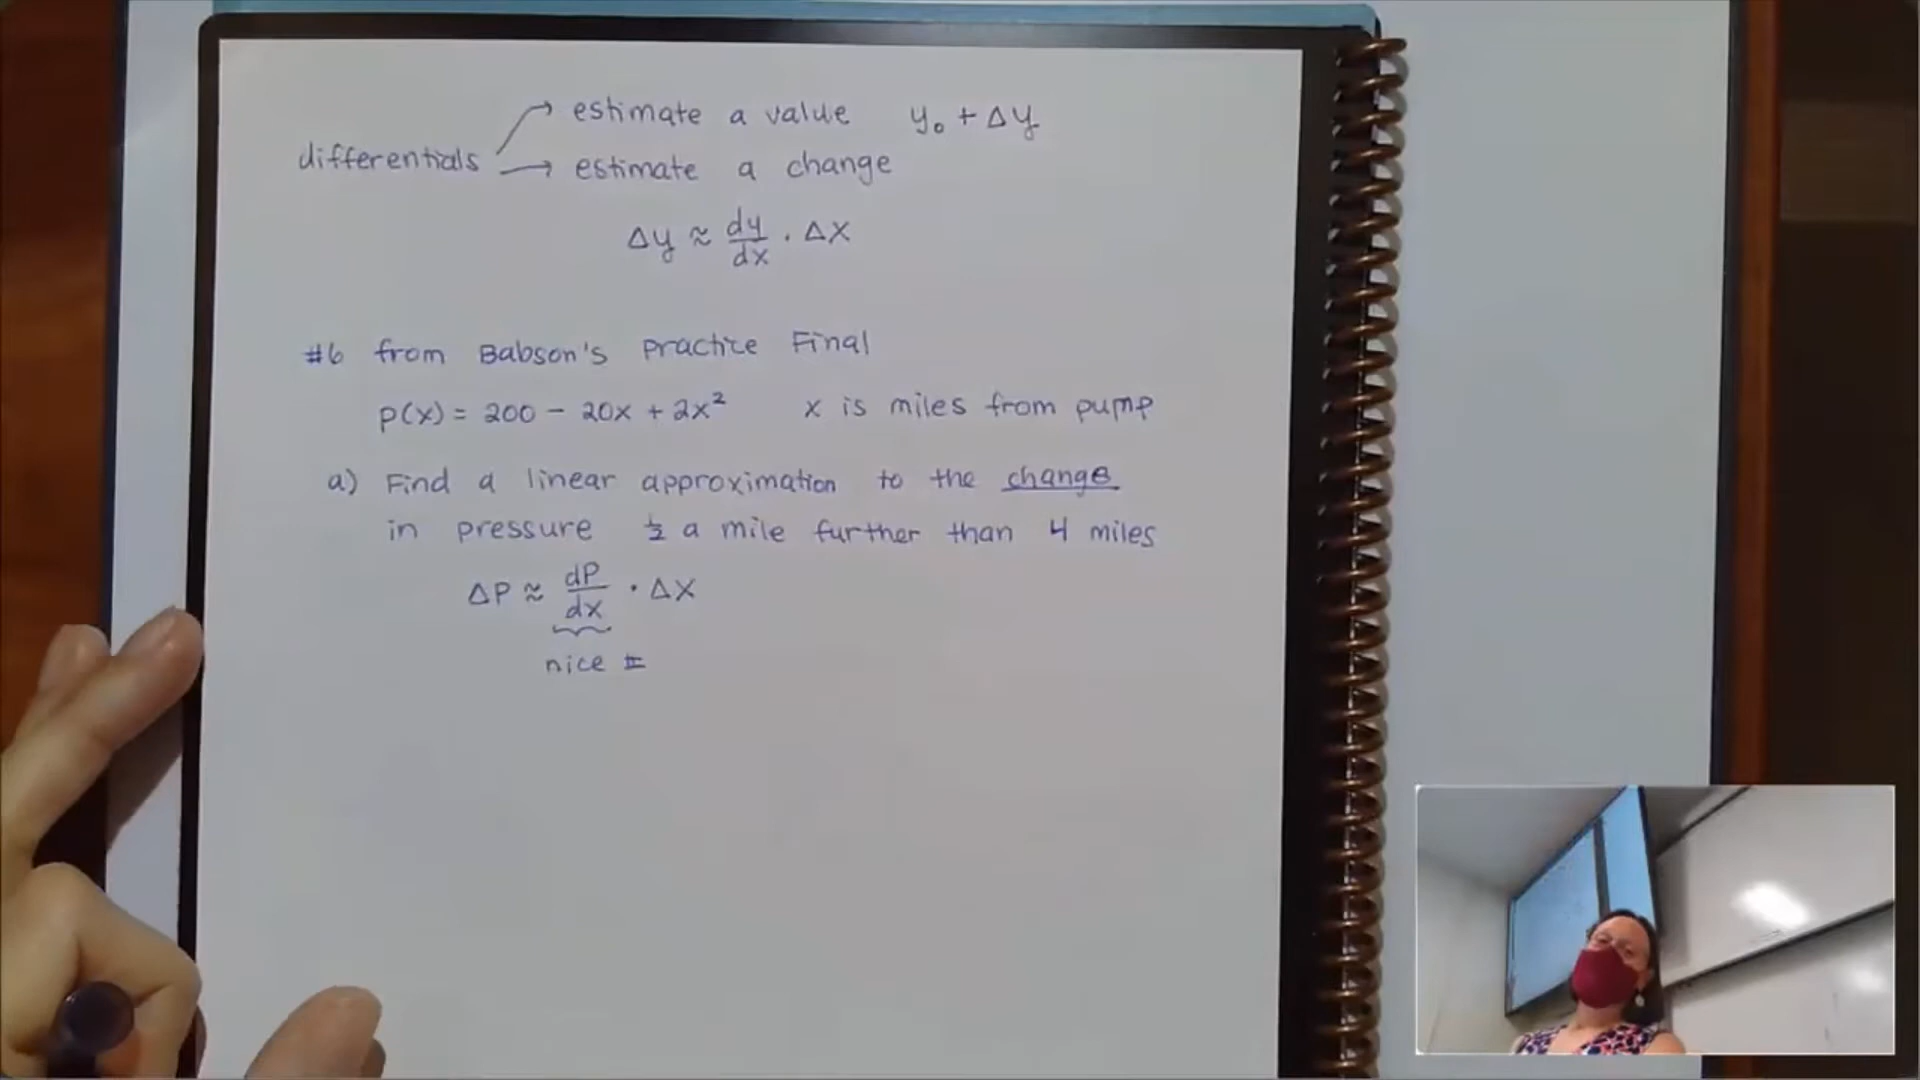 estimate a value y₀ + Δy
differentials
estimate a change
Δy ≈ dy/dx · Δx
#6 from Babson's Practice Final
P(x) = 200 - 20x + 2x² x is miles from pump
a) Find a linear approximation to the change
in pressure ½ a mile further than 4 miles
ΔP ≈ dP/dx · Δx
nice #